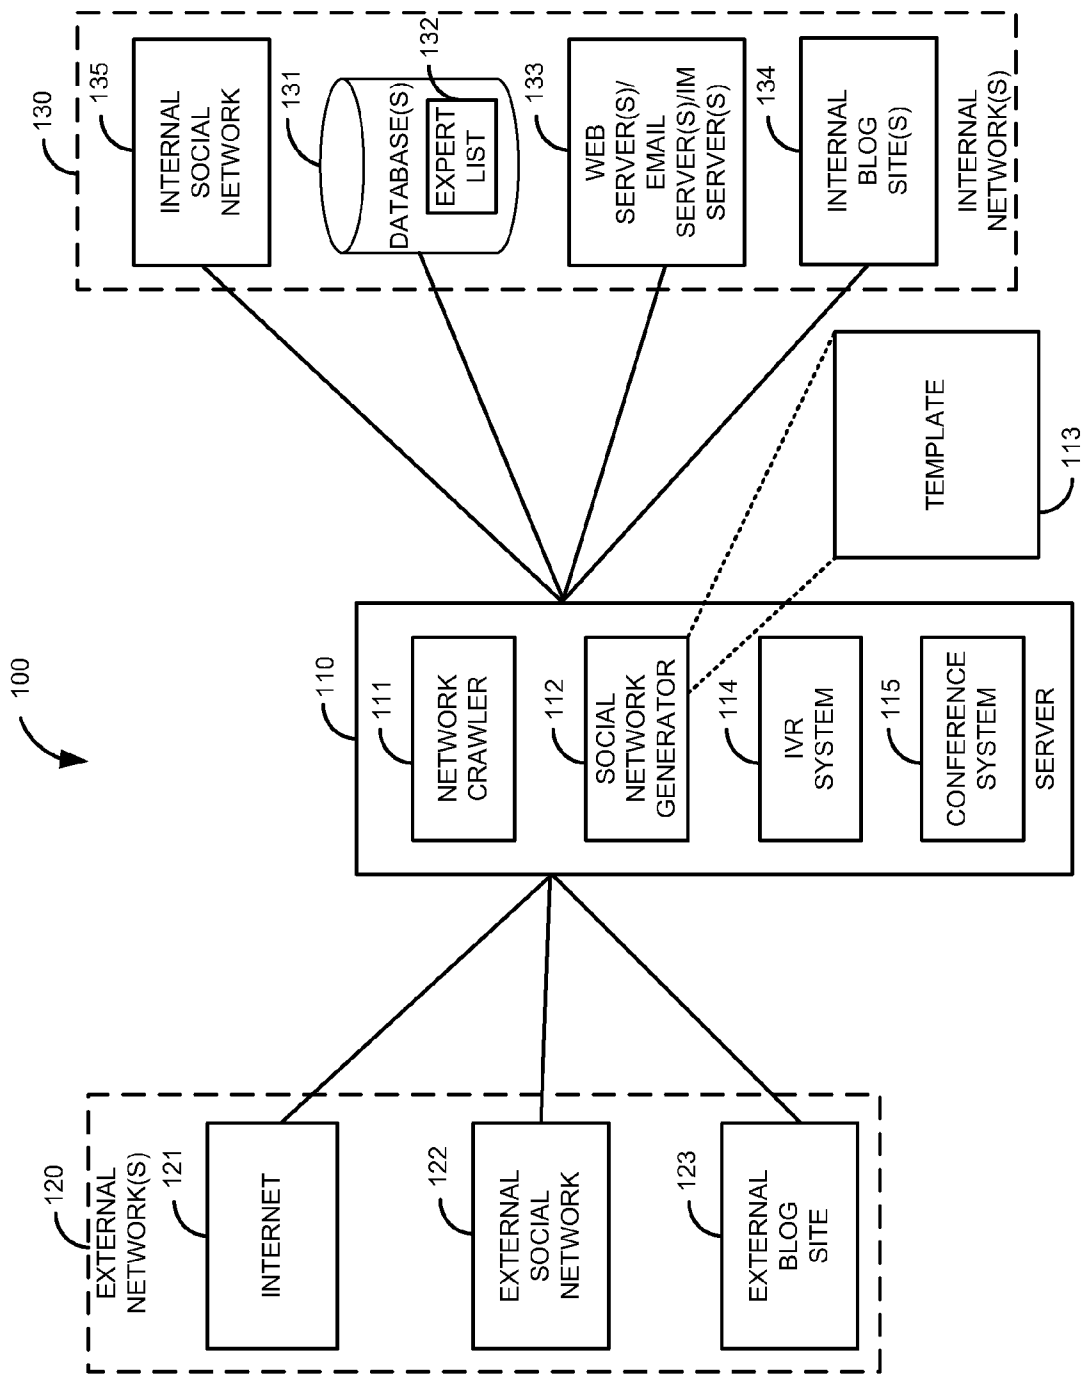 100
120
EXTERNAL
NETWORK(S)
121
INTERNET
122
EXTERNAL
SOCIAL
NETWORK
123
EXTERNAL
BLOG
SITE
110
111
NETWORK
CRAWLER
112
SOCIAL
NETWORK
GENERATOR
114
IVR
SYSTEM
115
CONFERENCE
SYSTEM
SERVER
TEMPLATE
113
130
135
INTERNAL
SOCIAL
NETWORK
131
DATABASE(S)
132
EXPERT
LIST
133
WEB
SERVER(S)/
EMAIL
SERVER(S)/IM
SERVER(S)
134
INTERNAL
BLOG
SITE(S)
INTERNAL
NETWORK(S)